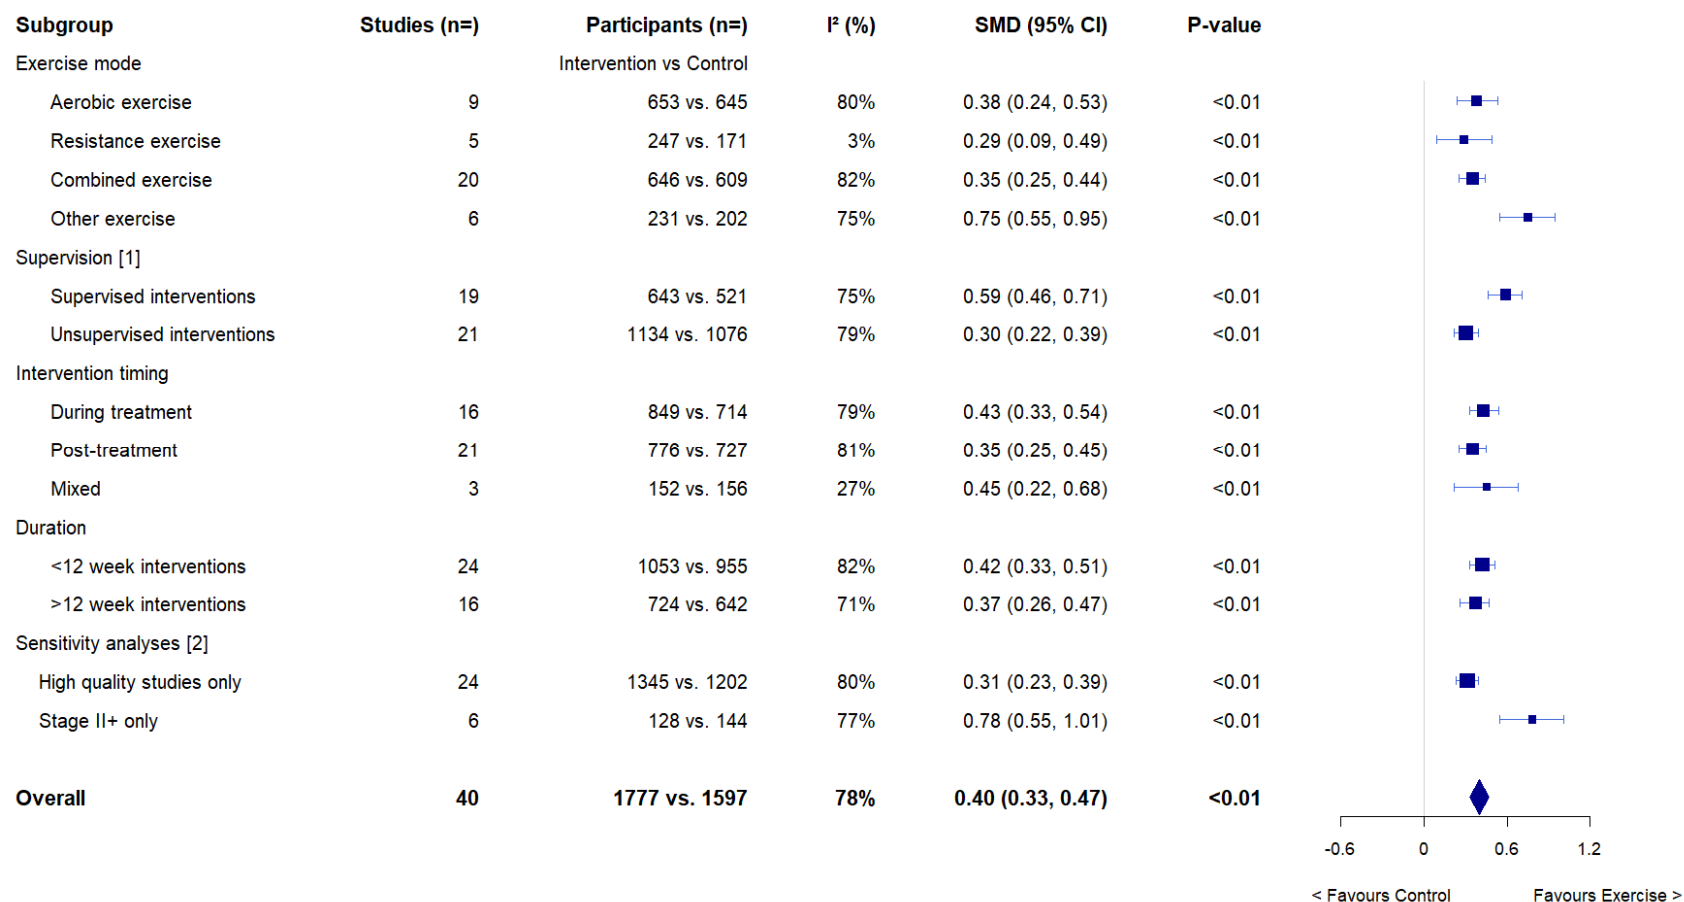 Subgroup Studies (n=) Participants (n=) I² (%) SMD (95% CI) P-value
Exercise mode Intervention vs Control
Aerobic exercise 9 653 vs. 645 80% 0.38 (0.24, 0.53) <0.01
Resistance exercise 5 247 vs. 171 3% 0.29 (0.09, 0.49) <0.01
Combined exercise 20 646 vs. 609 82% 0.35 (0.25, 0.44) <0.01
Other exercise 6 231 vs. 202 75% 0.75 (0.55, 0.95) <0.01
Supervision [1]
Supervised interventions 19 643 vs. 521 75% 0.59 (0.46, 0.71) <0.01
Unsupervised interventions 21 1134 vs. 1076 79% 0.30 (0.22, 0.39) <0.01
Intervention timing
During treatment 16 849 vs. 714 79% 0.43 (0.33, 0.54) <0.01
Post-treatment 21 776 vs. 727 81% 0.35 (0.25, 0.45) <0.01
Mixed 3 152 vs. 156 27% 0.45 (0.22, 0.68) <0.01
Duration
<12 week interventions 24 1053 vs. 955 82% 0.42 (0.33, 0.51) <0.01
>12 week interventions 16 724 vs. 642 71% 0.37 (0.26, 0.47) <0.01
Sensitivity analyses [2]
High quality studies only 24 1345 vs. 1202 80% 0.31 (0.23, 0.39) <0.01
Stage II+ only 6 128 vs. 144 77% 0.78 (0.55, 1.01) <0.01
Overall 40 1777 vs. 1597 78% 0.40 (0.33, 0.47) <0.01
-0.6 0 0.6 1.2
< Favours Control Favours Exercise >